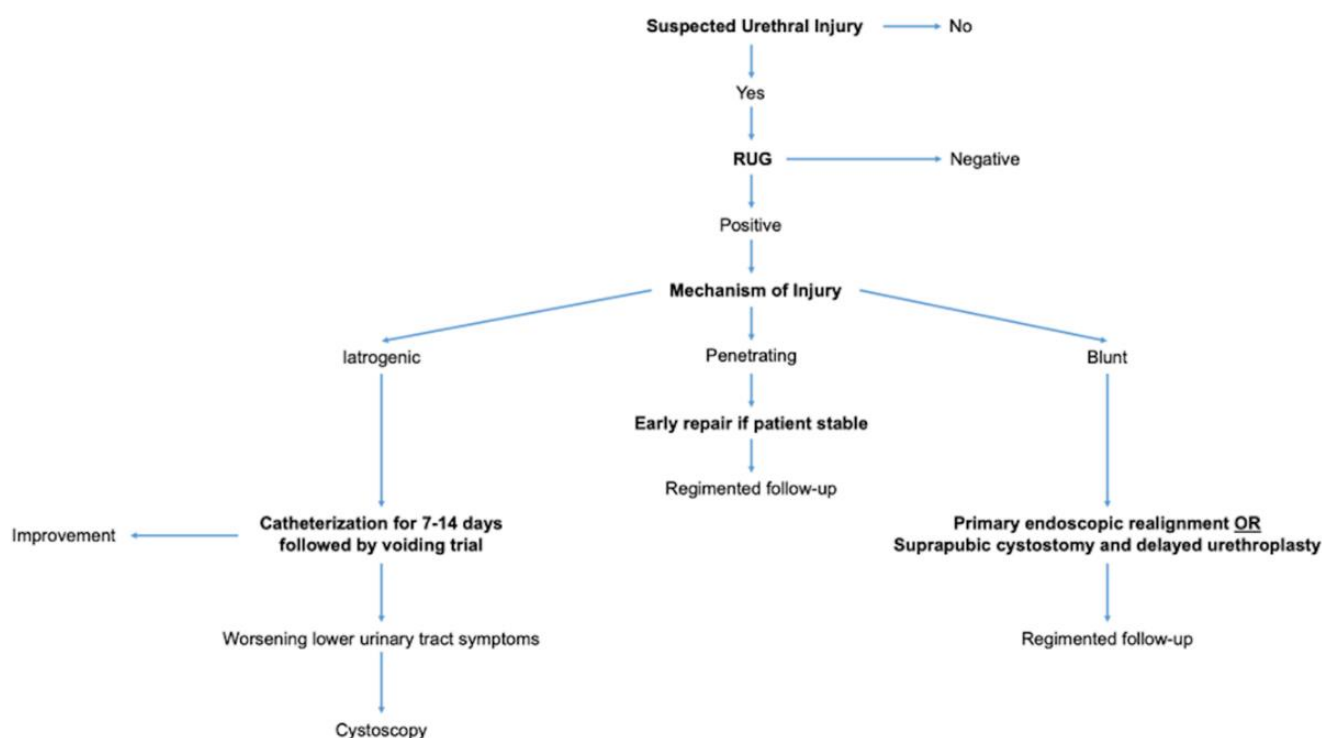 Suspected Urethral Injury
No
Yes
RUG
Negative
Positive
Mechanism of Injury
Iatrogenic
Penetrating
Blunt
Early repair if patient stable
Regimented follow-up
Improvement
Catheterization for 7-14 days
followed by voiding trial
Primary endoscopic realignment OR
Suprapubic cystostomy and delayed urethroplasty
Worsening lower urinary tract symptoms
Regimented follow-up
Cystoscopy